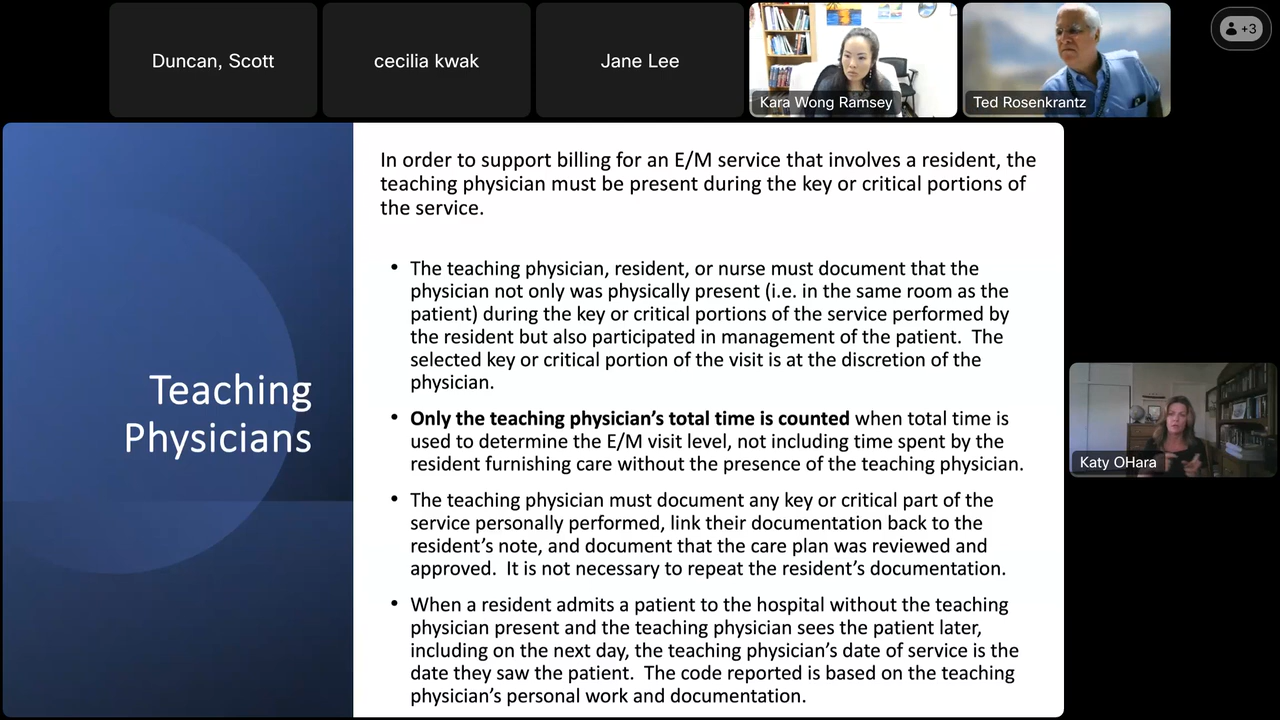 Duncan, Scott
cecilia kwak
Jane Lee
Kara Wong Ramsey
Ted Rosenkrantz
+3
Teaching
Physicians
In order to support billing for an E/M service that involves a resident, the
teaching physician must be present during the key or critical portions of
the service.
• The teaching physician, resident, or nurse must document that the
physician not only was physically present (i.e. in the same room as the
patient) during the key or critical portions of the service performed by
the resident but also participated in management of the patient.  The
selected key or critical portion of the visit is at the discretion of the
physician.
• Only the teaching physician’s total time is counted when total time is
used to determine the E/M visit level, not including time spent by the
resident furnishing care without the presence of the teaching physician.
• The teaching physician must document any key or critical part of the
service personally performed, link their documentation back to the
resident’s note, and document that the care plan was reviewed and
approved.  It is not necessary to repeat the resident’s documentation.
• When a resident admits a patient to the hospital without the teaching
physician present and the teaching physician sees the patient later,
including on the next day, the teaching physician’s date of service is the
date they saw the patient.  The code reported is based on the teaching
physician’s personal work and documentation.
Katy OHara